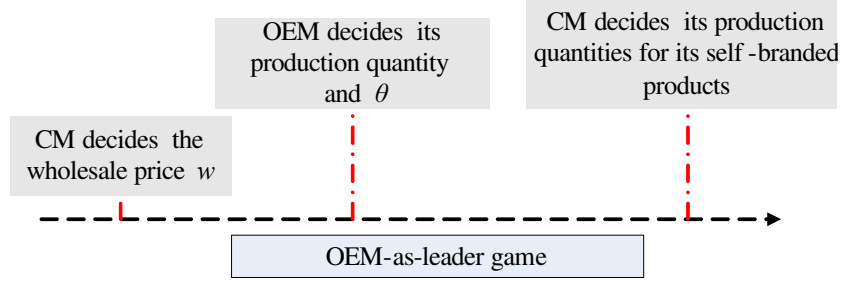 CM decides the
wholesale price w
OEM decides its
production quantity
and θ
CM decides its production
quantities for its self -branded
products
OEM-as-leader game